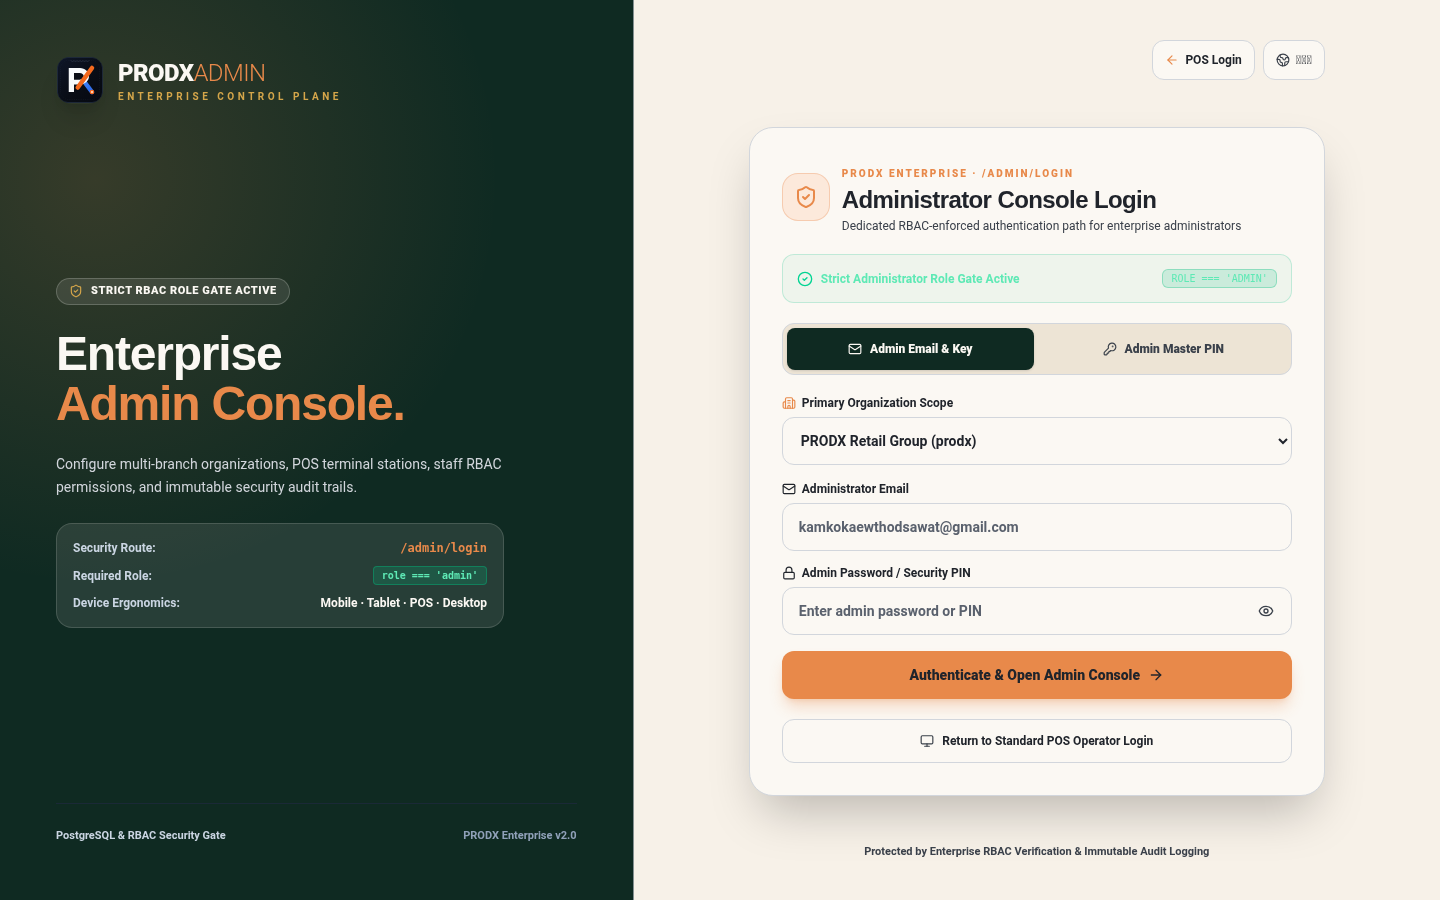 PRODXADMIN
ENTERPRISE CONTROL PLANE
STRICT RBAC ROLE GATE ACTIVE
Enterprise
Admin Console.
Configure multi-branch organizations, POS terminal stations, staff RBAC
permissions, and immutable security audit trails.
Security Route: /admin/login
Required Role: role === 'admin'
Device Ergonomics: Mobile · Tablet · POS · Desktop
PostgreSQL & RBAC Security Gate
PRODX Enterprise v2.0
POS Login
PRODX ENTERPRISE · /ADMIN/LOGIN
Administrator Console Login
Dedicated RBAC-enforced authentication path for enterprise administrators
Strict Administrator Role Gate Active
ROLE === 'ADMIN'
Admin Email & Key
Admin Master PIN
Primary Organization Scope
PRODX Retail Group (prodx)
Administrator Email
kamkokaewthodsawat@gmail.com
Admin Password / Security PIN
Enter admin password or PIN
Authenticate & Open Admin Console
Return to Standard POS Operator Login
Protected by Enterprise RBAC Verification & Immutable Audit Logging